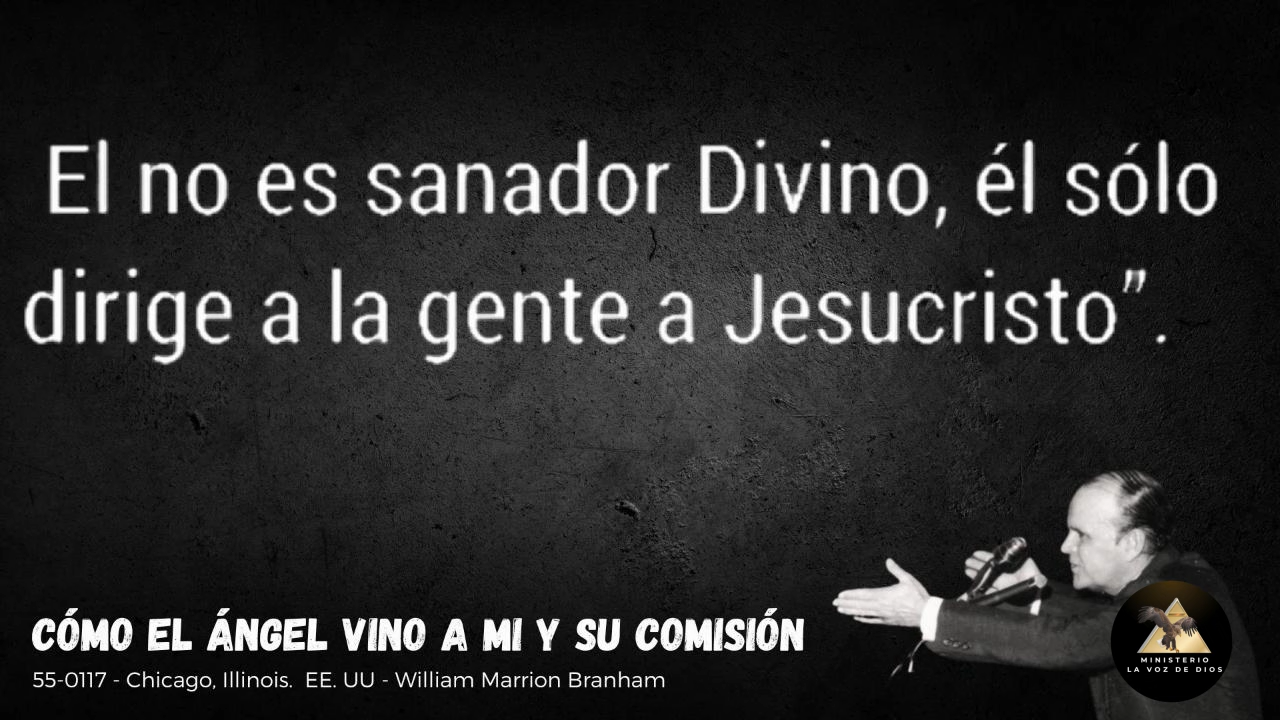 El no es sanador Divino, él sólo
dirige a la gente a Jesucristo”.
CÓMO EL ÁNGEL VINO A MI Y SU COMISIÓN
55-0117 - Chicago, Illinois. EE. UU - William Marrion Branham
MINISTERIO
LA VOZ DE DIOS